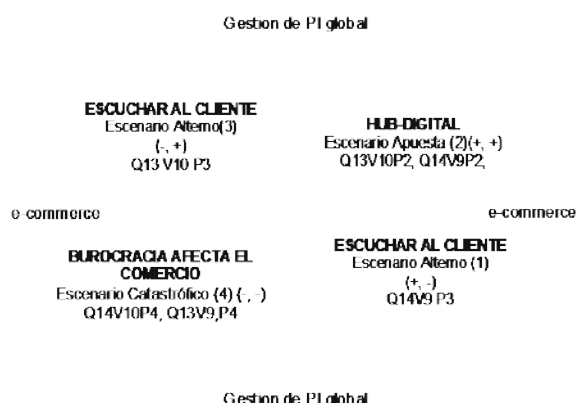 Gestion de PI global
ESCUCHAR AL CLIENTE
Escenario Alterno(3)
(-, +)
Q13 V10 P3
HUB-DIGITAL
Escenario Apuesta (2)(+, +)
Q13V10P2, Q14V9P2,
e-commerce
e-commerce
BUROCRACIA AFECTA EL
COMERCIO
Escenario Catastrófico (4) (-, -)
Q14V10P4, Q13V9,P4
ESCUCHAR AL CLIENTE
Escenario Alterno (1)
(+, -)
Q14V9 P3
Gestion de PI global